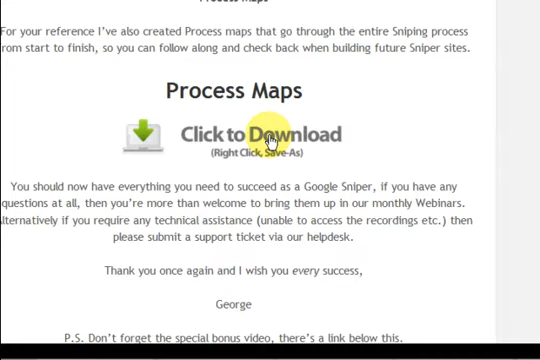 Process Maps
For your reference I've also created Process maps that go through the entire Sniping process
from start to finish, so you can follow along and check back when building future Sniper sites.
Process Maps
Click to Download
(Right Click, Save-As)
You should now have everything you need to succeed as a Google Sniper, if you have any
questions at all, then you're more than welcome to bring them up in our monthly Webinars.
Alternatively if you require any technical assistance (unable to access the recordings etc.) then
please submit a support ticket via our helpdesk.
Thank you once again and I wish you every success,
George
P.S. Don't forget the special bonus video, there's a link below this.